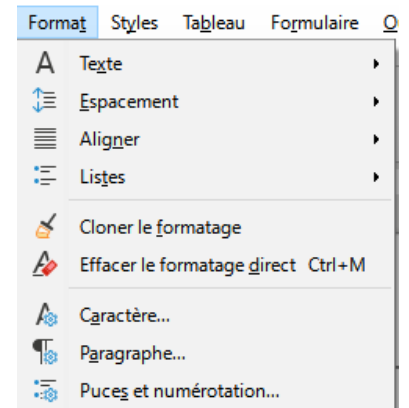 Format Styles Tableau Formulaire
Texte
Espacement
Aligner
Listes
Cloner le formatage
Effacer le formatage direct Ctrl+M
Caractère...
Paragraphe...
Puces et numérotation...